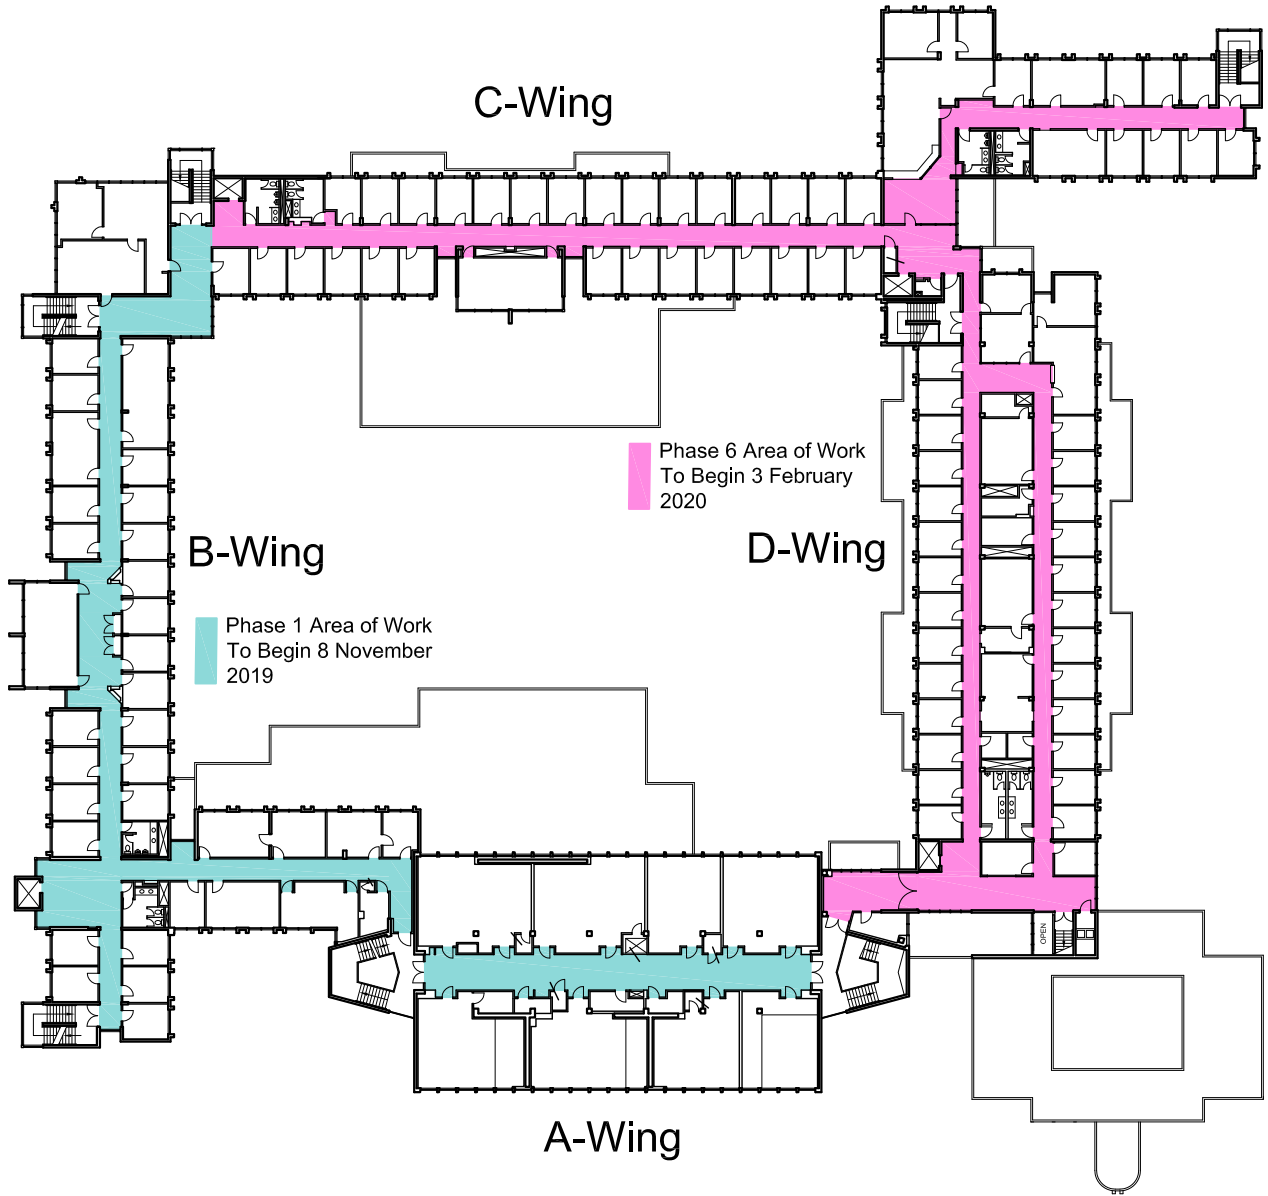 C-Wing
Phase 6 Area of Work
To Begin 3 February
2020
B-Wing
D-Wing
Phase 1 Area of Work
To Begin 8 November
2019
OPEN
A-Wing